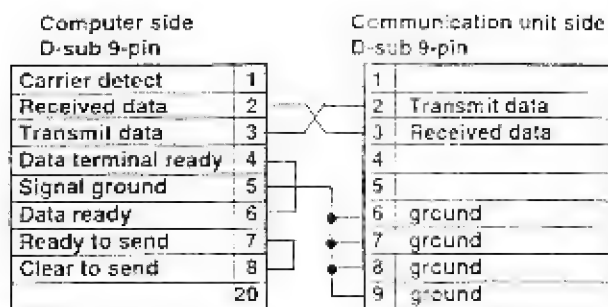 Computer side
D-sub 9-pin
Carrier detect 1
Received data 2
Transmit data 3
Data terminal ready 4
Signal ground 5
Data ready 6
Ready to send 7
Clear to send 8
20
Communication unit side
D-sub 9-pin
1
2 Transmit data
3 Received data
4
5
6 ground
7 ground
8 ground
9 ground